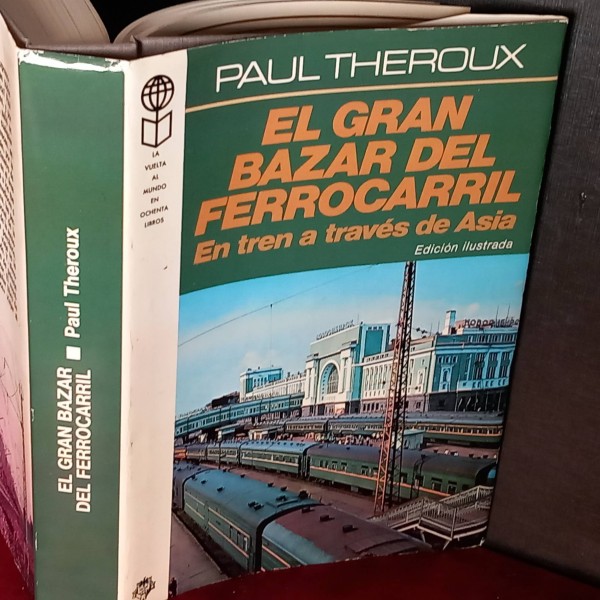 PAUL THEROUX
EL GRAN
BAZAR DEL
FERROCARRIL
En tren a través de Asia
Edición ilustrada
LA
VUELTA
AL
MUNDO
EN
OCHENTA
LIBROS
EL GRAN BAZAR
DEL FERROCARRIL
Paul Theroux